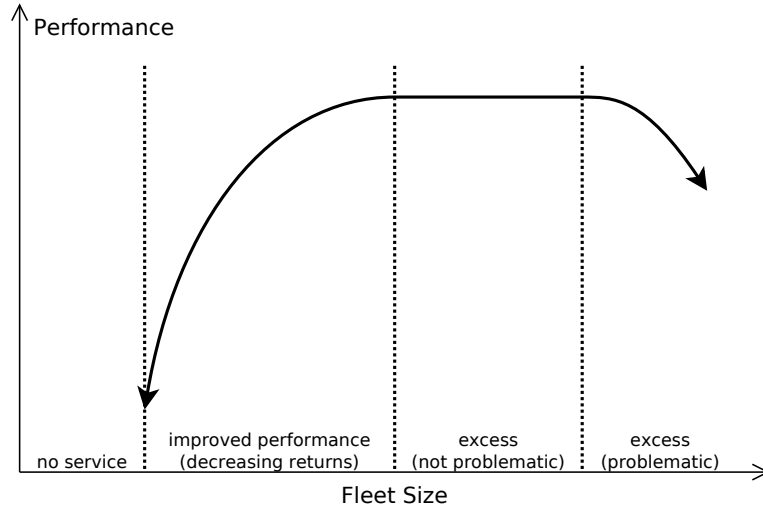 Performance
no service
improved performance
(decreasing returns)
excess
(not problematic)
excess
(problematic)
Fleet Size